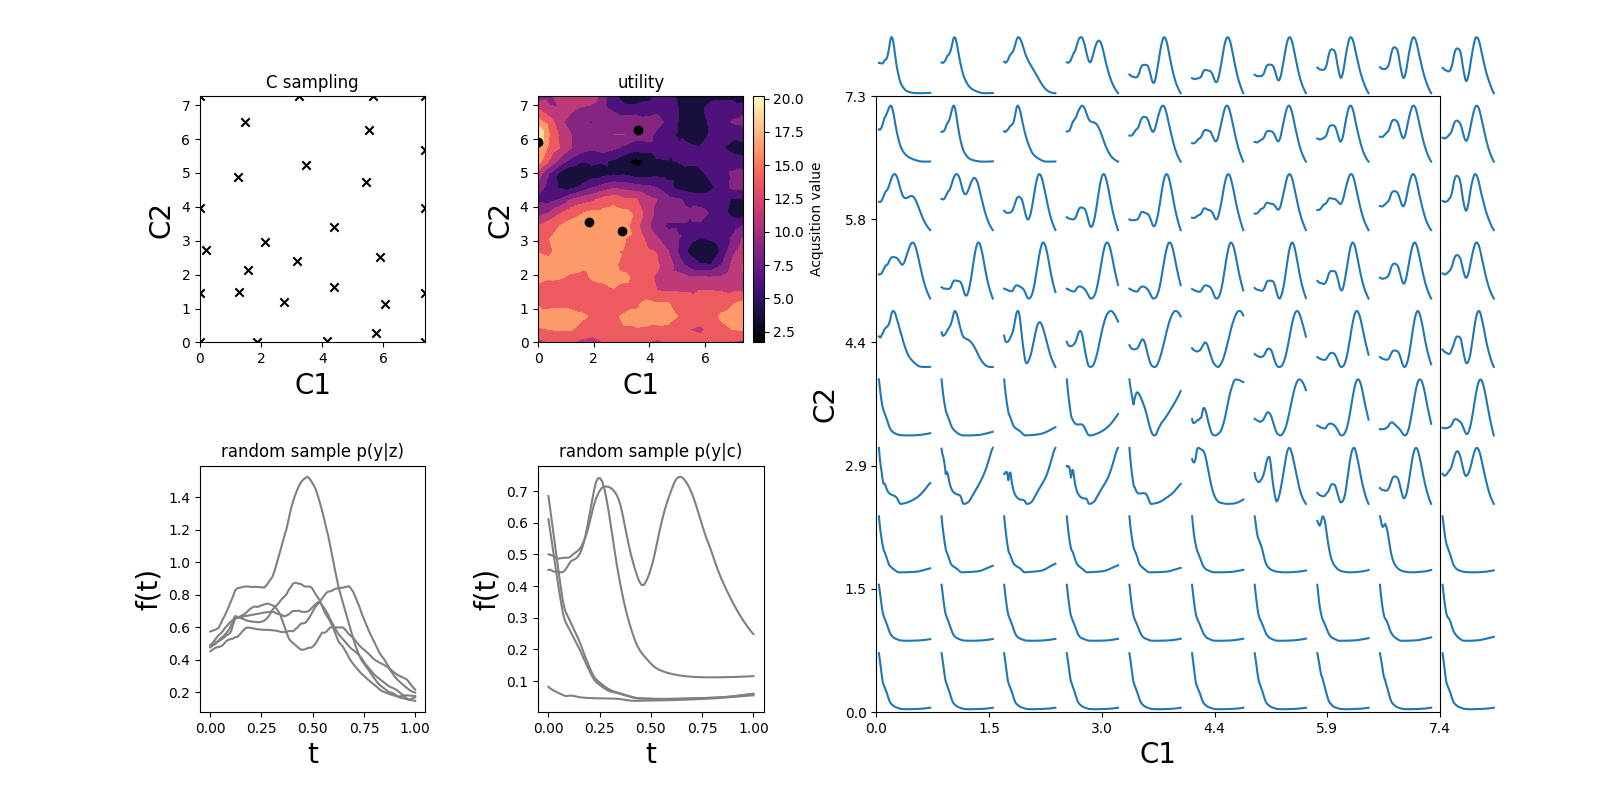 C sampling
7
6
5
4
3
2
1
0
C2
0 2 4 6
C1
utility
7
6
5
4
3
2
1
0
C2
0 2 4 6
C1
20.0
17.5
15.0
12.5
10.0
7.5
5.0
2.5
Acqusition value
random sample p(y|z)
1.4
1.2
1.0
0.8
0.6
0.4
0.2
f(t)
0.00 0.25 0.50 0.75 1.00
t
random sample p(y|c)
0.7
0.6
0.5
0.4
0.3
0.2
0.1
f(t)
0.00 0.25 0.50 0.75 1.00
t
7.3
5.8
4.4
2.9
1.5
0.0
C2
0.0 1.5 3.0 4.4 5.9 7.4
C1